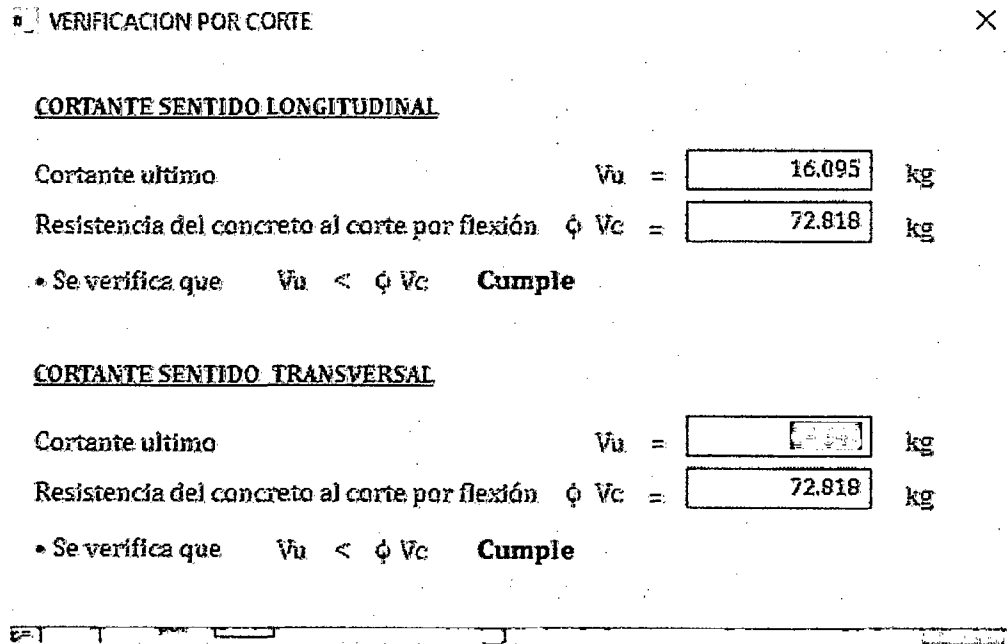 VERIFICACION POR CORTE
CORTANTE SENTIDO LONGITUDINAL
Cortante ultimo Vu = 16.095 kg
Resistencia del concreto al corte por flexión ϕ Vc = 72.818 kg
• Se verifica que Vu < ϕ Vc Cumple
CORTANTE SENTIDO TRANSVERSAL
Cortante ultimo Vu = kg
Resistencia del concreto al corte por flexión ϕ Vc = 72.818 kg
• Se verifica que Vu < ϕ Vc Cumple